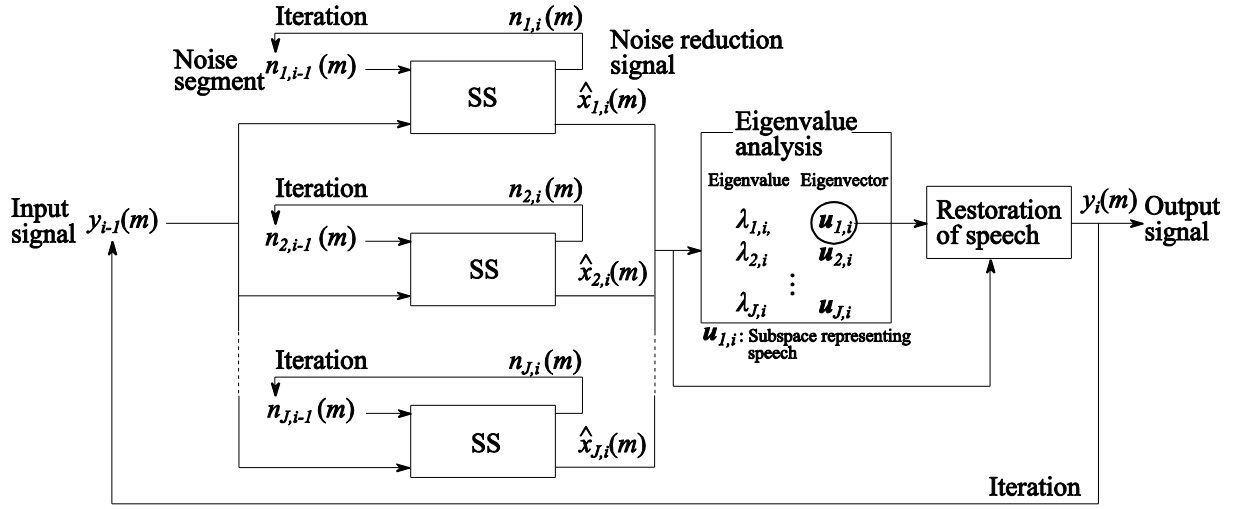 Iteration
n1,i(m)
Noise segment
n1,i-1(m)
Noise reduction signal
SS
x̂1,i(m)
Iteration
n2,i(m)
n2,i-1(m)
SS
x̂2,i(m)
Iteration
nJ,i(m)
nJ,i-1(m)
SS
x̂J,i(m)
Input
signal
yi-1(m)
Eigenvalue
analysis
Eigenvalue Eigenvector
λ1,i, u1,i
λ2,i u2,i
⋮
λJ,i uJ,i
u1,i: Subspace representing
speech
Restoration
of speech
yi(m)
Output
signal
Iteration